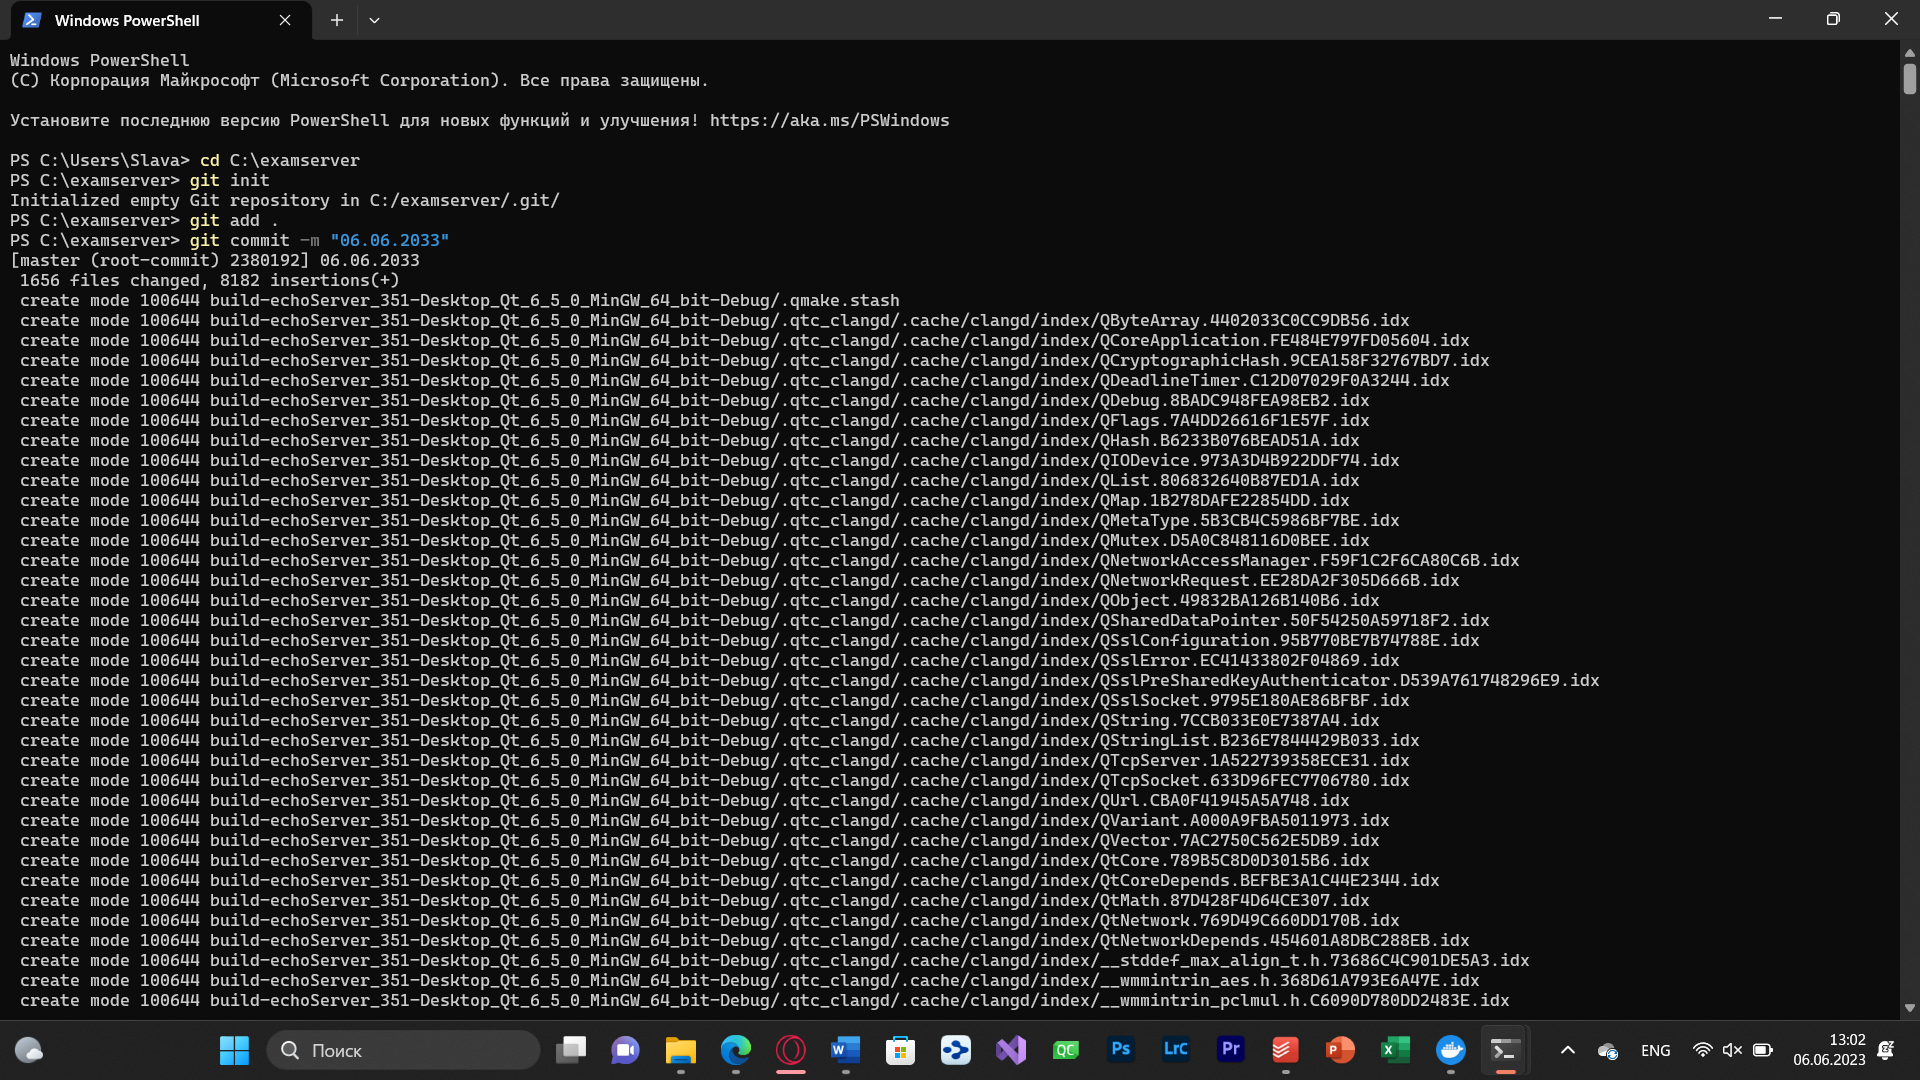 Windows PowerShell
Windows PowerShell
(C) Корпорация Майкрософт (Microsoft Corporation). Все права защищены.
Установите последнюю версию PowerShell для новых функций и улучшения! https://aka.ms/PSWindows
PS C:\Users\Slava> cd C:\examserver
PS C:\examserver> git init
Initialized empty Git repository in C:/examserver/.git/
PS C:\examserver> git add .
PS C:\examserver> git commit -m "06.06.2033"
[master (root-commit) 2380192] 06.06.2033
1656 files changed, 8182 insertions(+)
create mode 100644 build-echoServer_351-Desktop_Qt_6_5_0_MinGW_64_bit-Debug/.qmake.stash
create mode 100644 build-echoServer_351-Desktop_Qt_6_5_0_MinGW_64_bit-Debug/.qtc_clangd/.cache/clangd/index/QByteArray.4402033C0CC9DB56.idx
create mode 100644 build-echoServer_351-Desktop_Qt_6_5_0_MinGW_64_bit-Debug/.qtc_clangd/.cache/clangd/index/QCoreApplication.FE484E797FD05604.idx
create mode 100644 build-echoServer_351-Desktop_Qt_6_5_0_MinGW_64_bit-Debug/.qtc_clangd/.cache/clangd/index/QCryptographicHash.9CEA158F32767BD7.idx
create mode 100644 build-echoServer_351-Desktop_Qt_6_5_0_MinGW_64_bit-Debug/.qtc_clangd/.cache/clangd/index/QDeadlineTimer.C12D07029F0A3244.idx
create mode 100644 build-echoServer_351-Desktop_Qt_6_5_0_MinGW_64_bit-Debug/.qtc_clangd/.cache/clangd/index/QDebug.8BADC948FEA98EB2.idx
create mode 100644 build-echoServer_351-Desktop_Qt_6_5_0_MinGW_64_bit-Debug/.qtc_clangd/.cache/clangd/index/QFlags.7A4DD26616F1E57F.idx
create mode 100644 build-echoServer_351-Desktop_Qt_6_5_0_MinGW_64_bit-Debug/.qtc_clangd/.cache/clangd/index/QHash.B6233B076BEAD51A.idx
create mode 100644 build-echoServer_351-Desktop_Qt_6_5_0_MinGW_64_bit-Debug/.qtc_clangd/.cache/clangd/index/QIODevice.973A3D4B922DDF74.idx
create mode 100644 build-echoServer_351-Desktop_Qt_6_5_0_MinGW_64_bit-Debug/.qtc_clangd/.cache/clangd/index/QList.806832640B87ED1A.idx
create mode 100644 build-echoServer_351-Desktop_Qt_6_5_0_MinGW_64_bit-Debug/.qtc_clangd/.cache/clangd/index/QMap.1B278DAFE22854DD.idx
create mode 100644 build-echoServer_351-Desktop_Qt_6_5_0_MinGW_64_bit-Debug/.qtc_clangd/.cache/clangd/index/QMetaType.5B3CB4C5986BF7BE.idx
create mode 100644 build-echoServer_351-Desktop_Qt_6_5_0_MinGW_64_bit-Debug/.qtc_clangd/.cache/clangd/index/QMutex.D5A0C848116D0BEE.idx
create mode 100644 build-echoServer_351-Desktop_Qt_6_5_0_MinGW_64_bit-Debug/.qtc_clangd/.cache/clangd/index/QNetworkAccessManager.F59F1C2F6CA80C6B.idx
create mode 100644 build-echoServer_351-Desktop_Qt_6_5_0_MinGW_64_bit-Debug/.qtc_clangd/.cache/clangd/index/QNetworkRequest.EE28DA2F305D666B.idx
create mode 100644 build-echoServer_351-Desktop_Qt_6_5_0_MinGW_64_bit-Debug/.qtc_clangd/.cache/clangd/index/QObject.49832BA126B140B6.idx
create mode 100644 build-echoServer_351-Desktop_Qt_6_5_0_MinGW_64_bit-Debug/.qtc_clangd/.cache/clangd/index/QSharedDataPointer.50F54250A59718F2.idx
create mode 100644 build-echoServer_351-Desktop_Qt_6_5_0_MinGW_64_bit-Debug/.qtc_clangd/.cache/clangd/index/QSslConfiguration.95B770BE7B74788E.idx
create mode 100644 build-echoServer_351-Desktop_Qt_6_5_0_MinGW_64_bit-Debug/.qtc_clangd/.cache/clangd/index/QSslError.EC41433802F04869.idx
create mode 100644 build-echoServer_351-Desktop_Qt_6_5_0_MinGW_64_bit-Debug/.qtc_clangd/.cache/clangd/index/QSslPreSharedKeyAuthenticator.D539A761748296E9.idx
create mode 100644 build-echoServer_351-Desktop_Qt_6_5_0_MinGW_64_bit-Debug/.qtc_clangd/.cache/clangd/index/QSslSocket.9795E180AE86BFBF.idx
create mode 100644 build-echoServer_351-Desktop_Qt_6_5_0_MinGW_64_bit-Debug/.qtc_clangd/.cache/clangd/index/QString.7CCB033E0E7387A4.idx
create mode 100644 build-echoServer_351-Desktop_Qt_6_5_0_MinGW_64_bit-Debug/.qtc_clangd/.cache/clangd/index/QStringList.B236E7844429B033.idx
create mode 100644 build-echoServer_351-Desktop_Qt_6_5_0_MinGW_64_bit-Debug/.qtc_clangd/.cache/clangd/index/QTcpServer.1A522739358ECE31.idx
create mode 100644 build-echoServer_351-Desktop_Qt_6_5_0_MinGW_64_bit-Debug/.qtc_clangd/.cache/clangd/index/QTcpSocket.633D96FEC7706780.idx
create mode 100644 build-echoServer_351-Desktop_Qt_6_5_0_MinGW_64_bit-Debug/.qtc_clangd/.cache/clangd/index/QUrl.CBA0F41945A5A748.idx
create mode 100644 build-echoServer_351-Desktop_Qt_6_5_0_MinGW_64_bit-Debug/.qtc_clangd/.cache/clangd/index/QVariant.A000A9FBA5011973.idx
create mode 100644 build-echoServer_351-Desktop_Qt_6_5_0_MinGW_64_bit-Debug/.qtc_clangd/.cache/clangd/index/QVector.7AC2750C562E5DB9.idx
create mode 100644 build-echoServer_351-Desktop_Qt_6_5_0_MinGW_64_bit-Debug/.qtc_clangd/.cache/clangd/index/QtCore.789B5C8D0D3015B6.idx
create mode 100644 build-echoServer_351-Desktop_Qt_6_5_0_MinGW_64_bit-Debug/.qtc_clangd/.cache/clangd/index/QtCoreDepends.BEFBE3A1C44E2344.idx
create mode 100644 build-echoServer_351-Desktop_Qt_6_5_0_MinGW_64_bit-Debug/.qtc_clangd/.cache/clangd/index/QtMath.87D428F4D64CE307.idx
create mode 100644 build-echoServer_351-Desktop_Qt_6_5_0_MinGW_64_bit-Debug/.qtc_clangd/.cache/clangd/index/QtNetwork.769D49C660DD170B.idx
create mode 100644 build-echoServer_351-Desktop_Qt_6_5_0_MinGW_64_bit-Debug/.qtc_clangd/.cache/clangd/index/QtNetworkDepends.454601A8DBC288EB.idx
create mode 100644 build-echoServer_351-Desktop_Qt_6_5_0_MinGW_64_bit-Debug/.qtc_clangd/.cache/clangd/index/__stddef_max_align_t.h.73686C4C901DE5A3.idx
create mode 100644 build-echoServer_351-Desktop_Qt_6_5_0_MinGW_64_bit-Debug/.qtc_clangd/.cache/clangd/index/__wmmintrin_aes.h.368D61A793E6A47E.idx
create mode 100644 build-echoServer_351-Desktop_Qt_6_5_0_MinGW_64_bit-Debug/.qtc_clangd/.cache/clangd/index/__wmmintrin_pclmul.h.C6090D780DD2483E.idx
Поиск
W
QC
Ps
LrC
Pr
P
X
ENG
13:02
06.06.2023